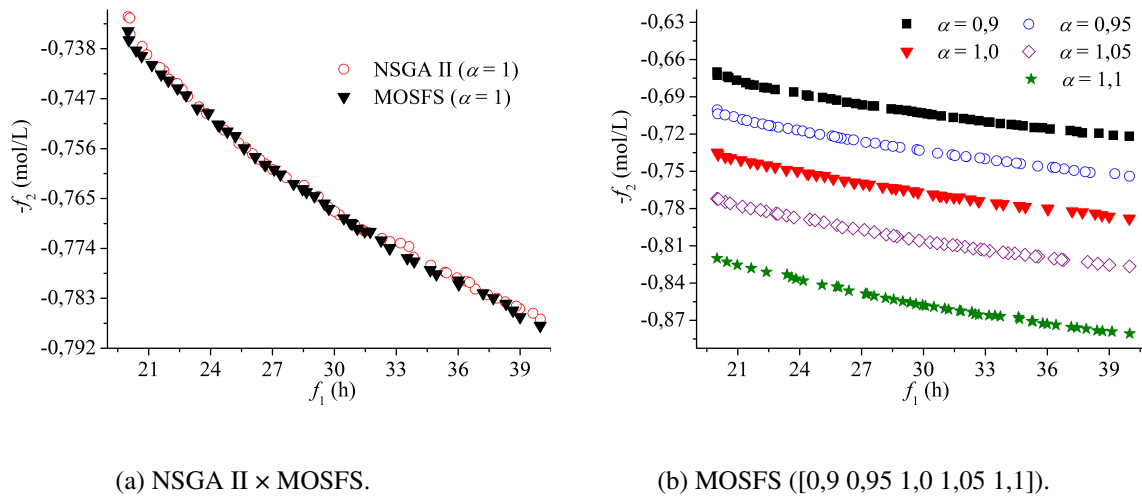 -0,738
-0,747
-0,756
-0,765
-0,774
-0,783
-0,792
-f₂ (mol/L)
21 24 27 30 33 36 39
f₁ (h)
NSGA II (α = 1)
MOSFS (α = 1)
(a) NSGA II × MOSFS.
-0,63
-0,66
-0,69
-0,72
-0,75
-0,78
-0,81
-0,84
-0,87
-f₂ (mol/L)
21 24 27 30 33 36 39
f₁ (h)
α = 0,9 α = 0,95
α = 1,0 α = 1,05
α = 1,1
(b) MOSFS ([0,9 0,95 1,0 1,05 1,1]).